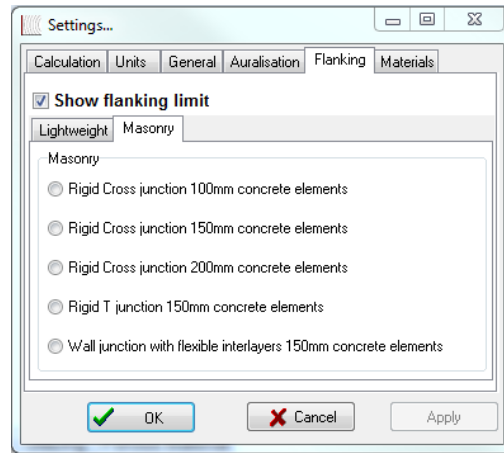 Settings...
Calculation Units General Auralisation Flanking Materials
Show flanking limit
Lightweight Masonry
Masonry
Rigid Cross junction 100mm concrete elements
Rigid Cross junction 150mm concrete elements
Rigid Cross junction 200mm concrete elements
Rigid T junction 150mm concrete elements
Wall junction with flexible interlayers 150mm concrete elements
OK Cancel Apply